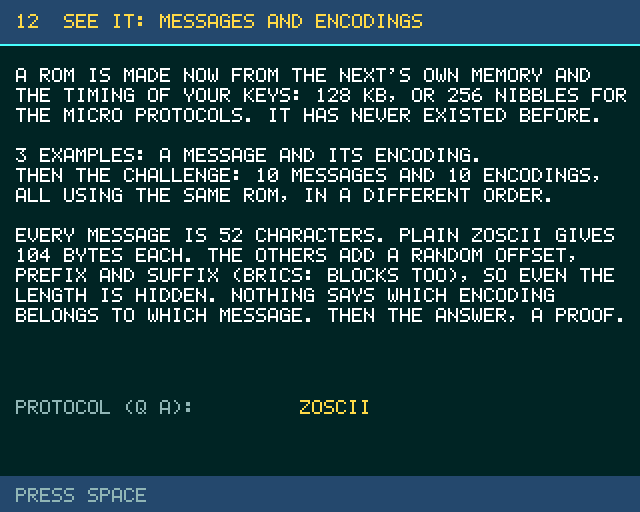 12 SEE IT: MESSAGES AND ENCODINGS
A ROM IS MADE NOW FROM THE NEXT'S OWN MEMORY AND
THE TIMING OF YOUR KEYS: 128 KB, OR 256 NIBBLES FOR
THE MICRO PROTOCOLS. IT HAS NEVER EXISTED BEFORE.
3 EXAMPLES: A MESSAGE AND ITS ENCODING.
THEN THE CHALLENGE: 10 MESSAGES AND 10 ENCODINGS,
ALL USING THE SAME ROM, IN A DIFFERENT ORDER.
EVERY MESSAGE IS 52 CHARACTERS. PLAIN ZOSCII GIVES
104 BYTES EACH. THE OTHERS ADD A RANDOM OFFSET,
PREFIX AND SUFFIX (BRICS: BLOCKS TOO), SO EVEN THE
LENGTH IS HIDDEN. NOTHING SAYS WHICH ENCODING
BELONGS TO WHICH MESSAGE. THEN THE ANSWER, A PROOF.
PROTOCOL (Q A): ZOSCII
PRESS SPACE